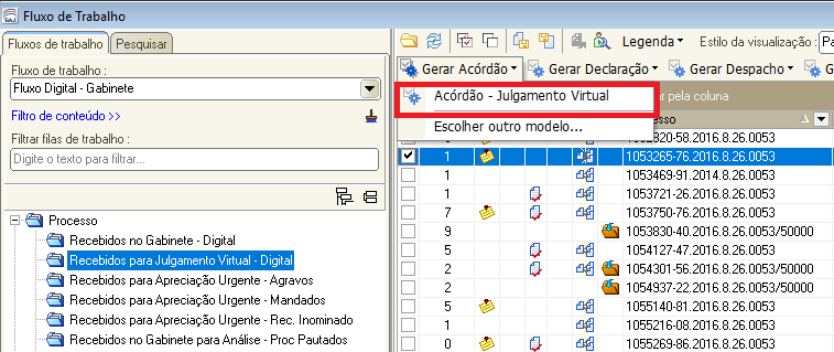 Fluxo de Trabalho
Fluxos de trabalho Pesquisar
Fluxo de trabalho :
Fluxo Digital - Gabinete
Filtro de conteúdo >>
Filtrar filas de trabalho :
Digite o texto para filtrar...
Processo
Recebidos no Gabinete - Digital
Recebidos para Julgamento Virtual - Digital
Recebidos para Apreciação Urgente - Agravos
Recebidos para Apreciação Urgente - Mandados
Recebidos para Apreciação Urgente - Rec. Inominado
Recebidos no Gabinete para Análise - Proc Pautados
Legenda Estilo da visualização : Pa
Gerar Acórdão Gerar Declaração Gerar Despacho G
Acórdão - Julgamento Virtual
Escolher outro modelo...
ar pela coluna
esso
-58.2016.8.26.0053
1 1053265-76.2016.8.26.0053
1 1053469-91.2014.8.26.0053
1 1053721-26.2016.8.26.0053
7 1053750-76.2016.8.26.0053
9 1053830-40.2016.8.26.0053/50000
5 1054127-47.2016.8.26.0053
2 1054301-56.2016.8.26.0053/50000
2 1054937-22.2016.8.26.0053/50000
5 1055140-81.2016.8.26.0053
1 1055216-08.2016.8.26.0053
0 1055269-86.2016.8.26.0053